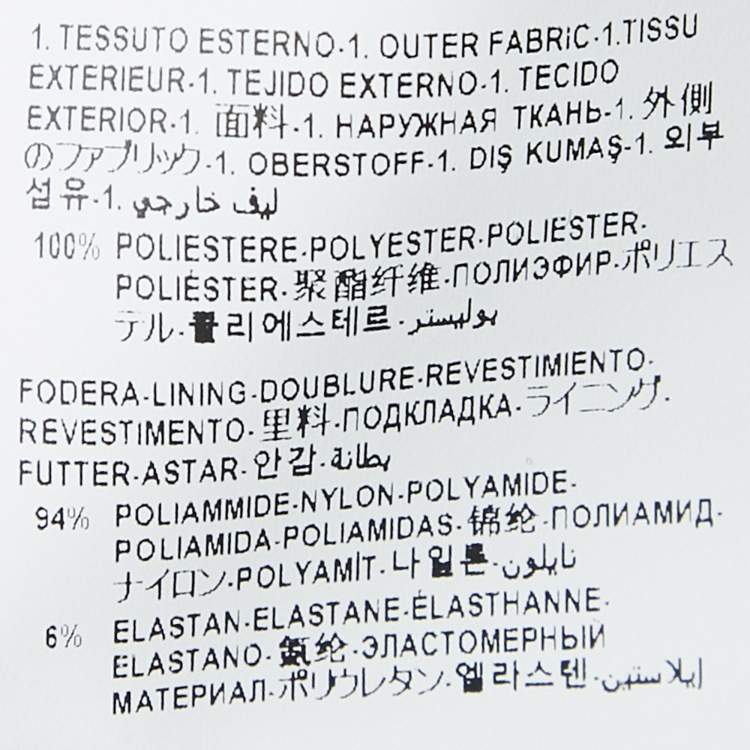 1. TESSUTO ESTERNO-1. OUTER FABRIC-1.TISSU
EXTERIEUR-1. TEJIDO EXTERNO-1. TECIDO
EXTERIOR-1. 面料-1. НАРУЖНАЯ ТКАНЬ-1. 外側
のファブリック-1. OBERSTOFF-1. DIŞ KUMAŞ-1. 외부
섬유-1. ليف خارجي
100% POLIESTERE-POLYESTER-POLIESTER-
POLIÉSTER-聚酯纤维-ПОЛИЭФИР-ポリエス
テル-폴리에스테르-بوليستر
FODERA-LINING-DOUBLURE-REVESTIMIENTO-
REVESTIMENTO-里料-ПОДКЛАДКА-ライニング-
FUTTER-ASTAR-안감-بطانة
94% POLIAMMIDE-NYLON-POLYAMIDE-
POLIAMIDA-POLIAMIDAS-锦纶-ПОЛИАМИД-
ナイロン-POLYAMİT-나일론-نايلون
6% ELASTAN-ELASTANE-ÉLASTHANNE-
ELASTANO-氨纶-ЭЛАСТОМЕРНЫЙ
МАТЕРИАЛ-ポリウレタン-엘라스텐-إيلاستين